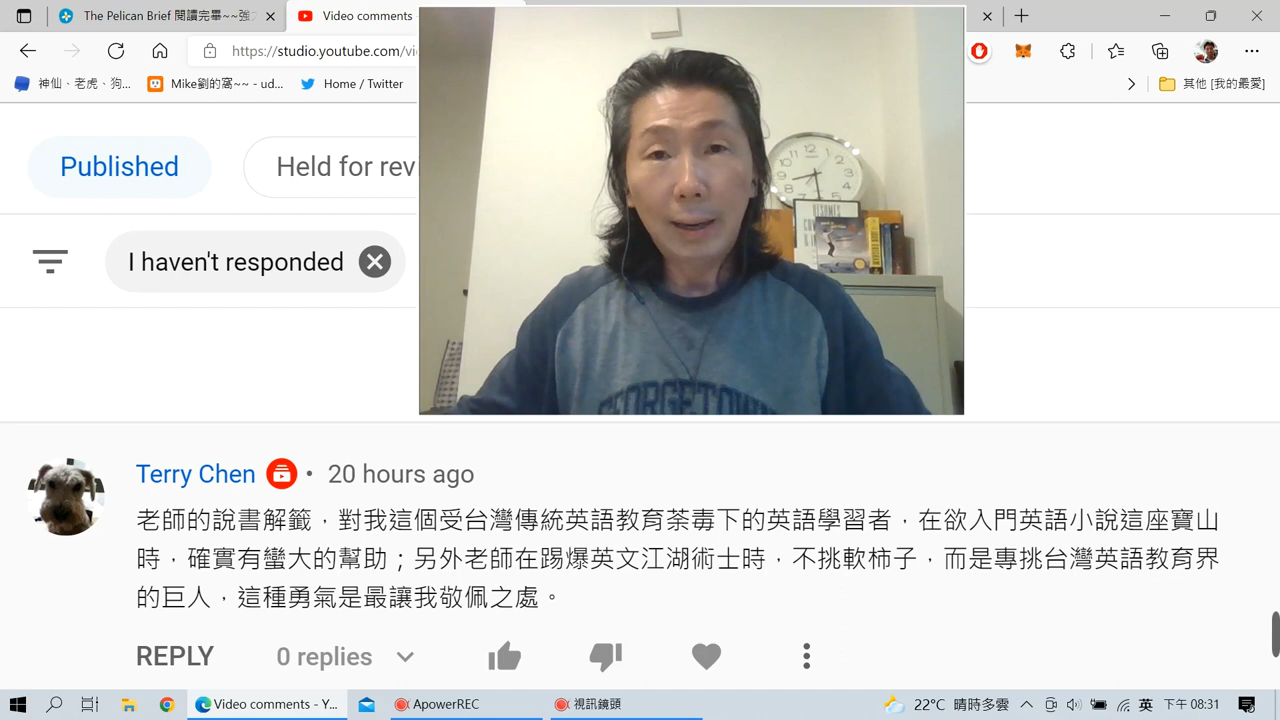 The Pelican Brief 閱讀完畢~~強
Video comments -
https://studio.youtube.com/vi
神仙、老虎、狗...
Mike劉的窩~~ - ud...
Home / Twitter
其他 [我的最愛]
Published
Held for rev
I haven't responded
RÉSUMÉS
GEORGETOWN
Terry Chen • 20 hours ago
老師的說書解籤，對我這個受台灣傳統英語教育荼毒下的英語學習者，在欲入門英語小說這座寶山
時，確實有蠻大的幫助；另外老師在踢爆英文江湖術士時，不挑軟柿子，而是專挑台灣英語教育界
的巨人，這種勇氣是最讓我敬佩之處。
REPLY
0 replies
Video comments - Y...
ApowerREC
視訊鏡頭
22°C 晴時多雲
英
下午 08:31